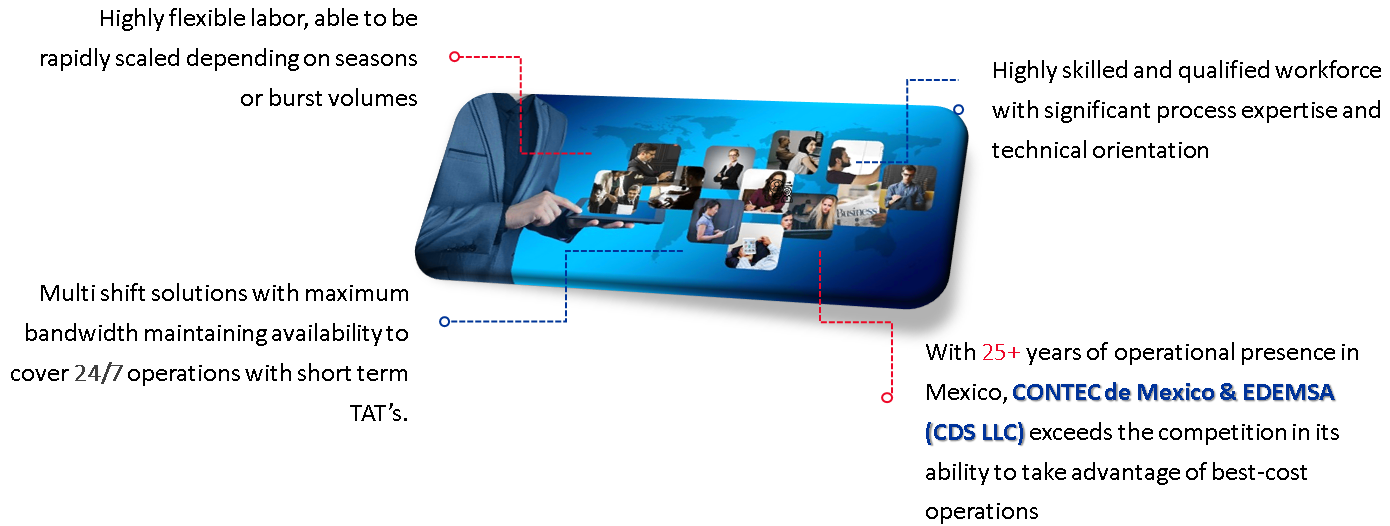 Highly flexible labor, able to be
rapidly scaled depending on seasons
or burst volumes
Highly skilled and qualified workforce
with significant process expertise and
technical orientation
Business
Multi shift solutions with maximum
bandwidth maintaining availability to
cover 24/7 operations with short term
TAT’s.
With 25+ years of operational presence in
Mexico, CONTEC de Mexico & EDEMSA
(CDS LLC) exceeds the competition in its
ability to take advantage of best-cost
operations